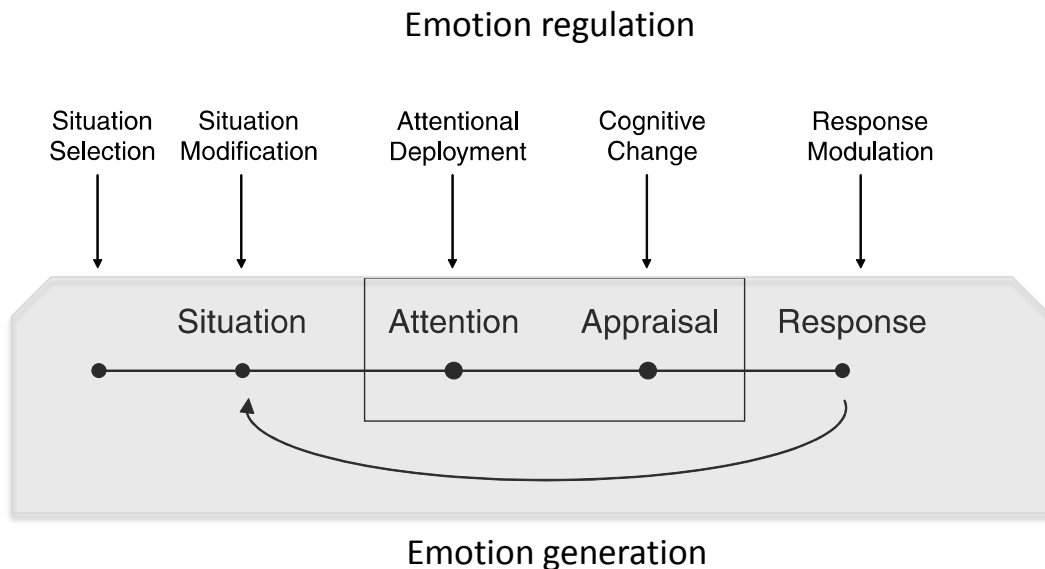 Emotion regulation
Situation
Selection
Situation
Modification
Attentional
Deployment
Cognitive
Change
Response
Modulation
Situation
Attention
Appraisal
Response
Emotion generation